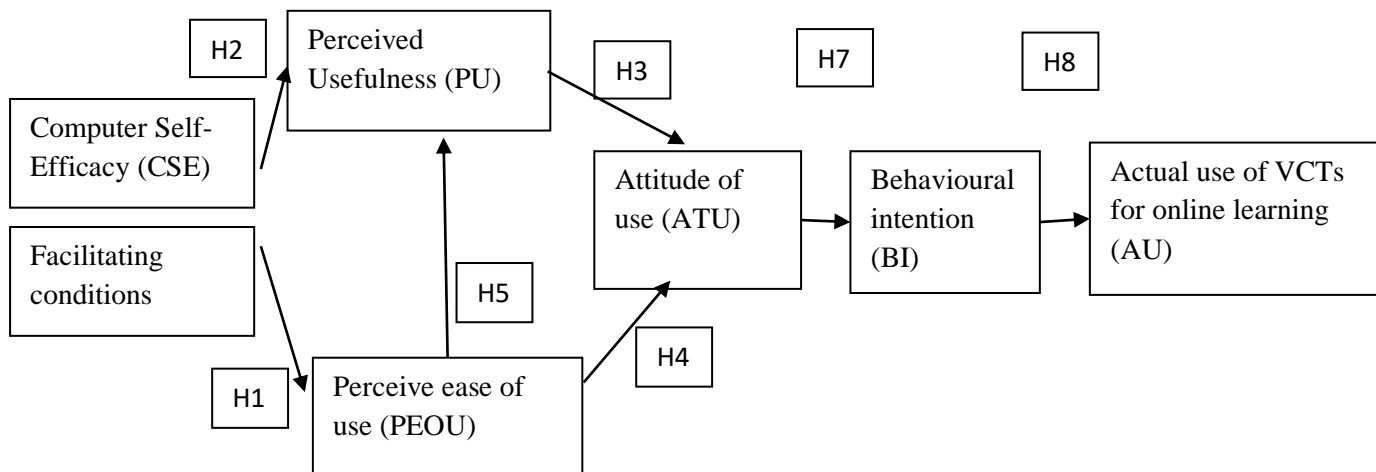 H2
Perceived
Usefulness (PU)
H3
H7
H8
Computer Self-
Efficacy (CSE)
Attitude of
use (ATU)
Behavioural
intention
(BI)
Actual use of VCTs
for online learning
(AU)
Facilitating
conditions
H5
H4
H1
Perceive ease of
use (PEOU)